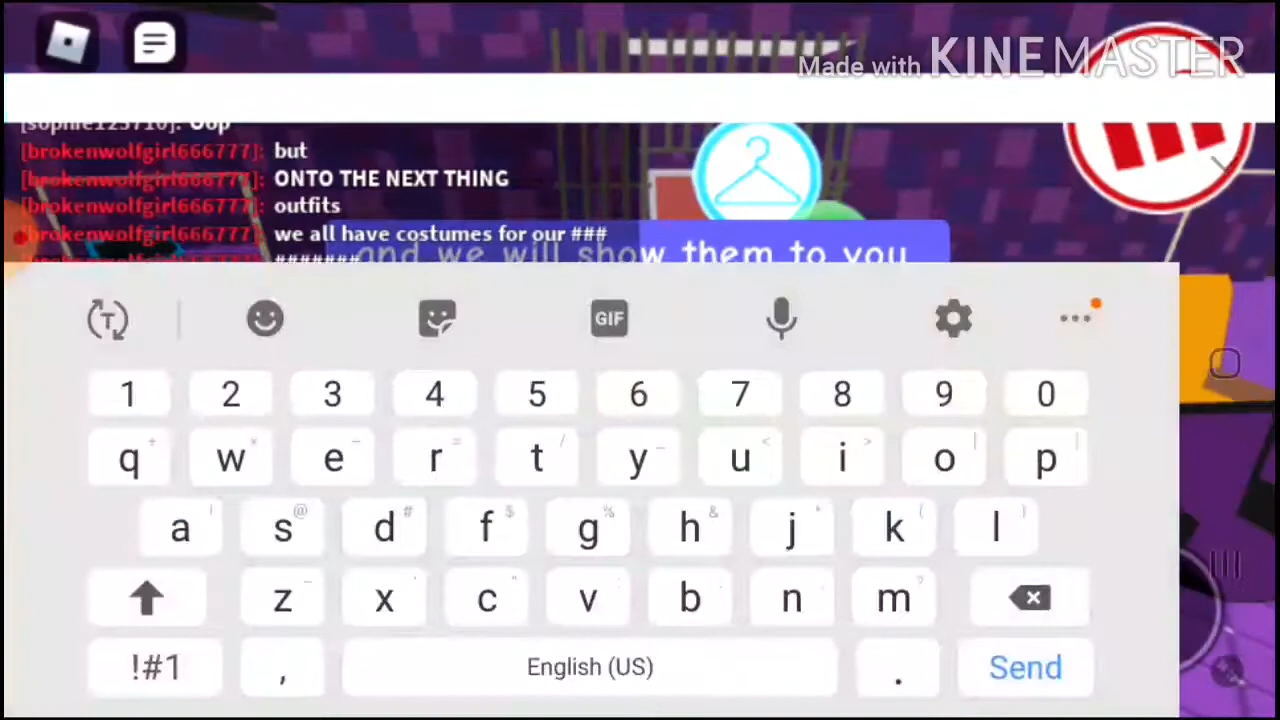 Made with KINEMASTER
[sophie123710]: Oop
[brokenwolfgirl666777]: but
[brokenwolfgirl666777]: ONTO THE NEXT THING
[brokenwolfgirl666777]: outfits
[brokenwolfgirl666777]: we all have costumes for our ###
#######
and we will show them to you
GIF
1 2 3 4 5 6 7 8 9 0
q w e r t y u i o p
a s d f g h j k l
z x c v b n m
!#1 , English (US) . Send